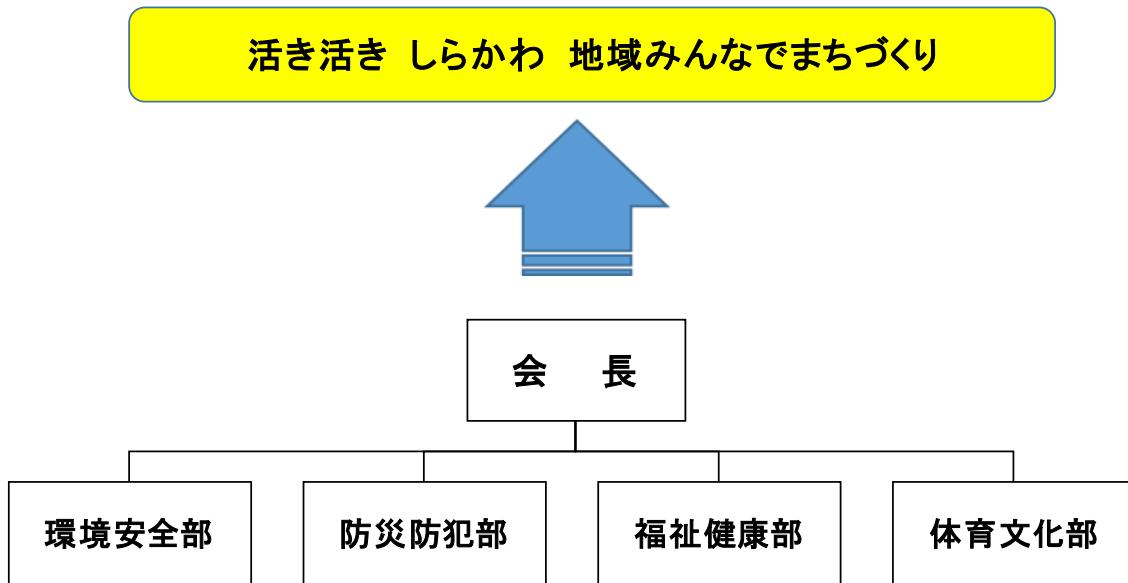 活き活き しらかわ 地域みんなでまちづくり
会 長
環境安全部
防災防犯部
福祉健康部
体育文化部